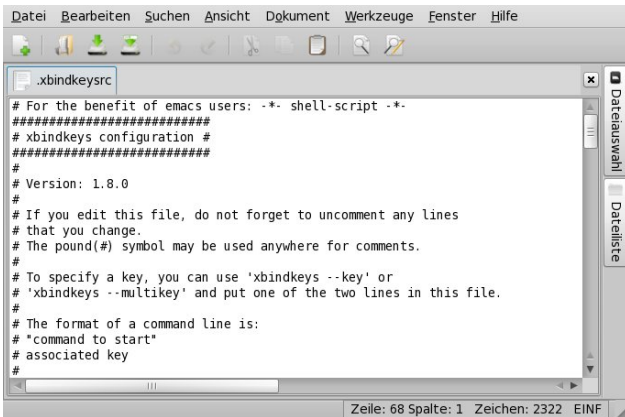 Datei Bearbeiten Suchen Ansicht Dokument Werkzeuge Fenster Hilfe
.xbindkeysrc
# For the benefit of emacs users: -*- shell-script -*-
###########################
# xbindkeys configuration #
###########################
#
# Version: 1.8.0
#
# If you edit this file, do not forget to uncomment any lines
# that you change.
# The pound(#) symbol may be used anywhere for comments.
#
# To specify a key, you can use 'xbindkeys --key' or
# 'xbindkeys --multikey' and put one of the two lines in this file.
#
# The format of a command line is:
# "command to start"
# associated key
#
Dateiauswahl
Dateiliste
Zeile: 68 Spalte: 1 Zeichen: 2322 EINF